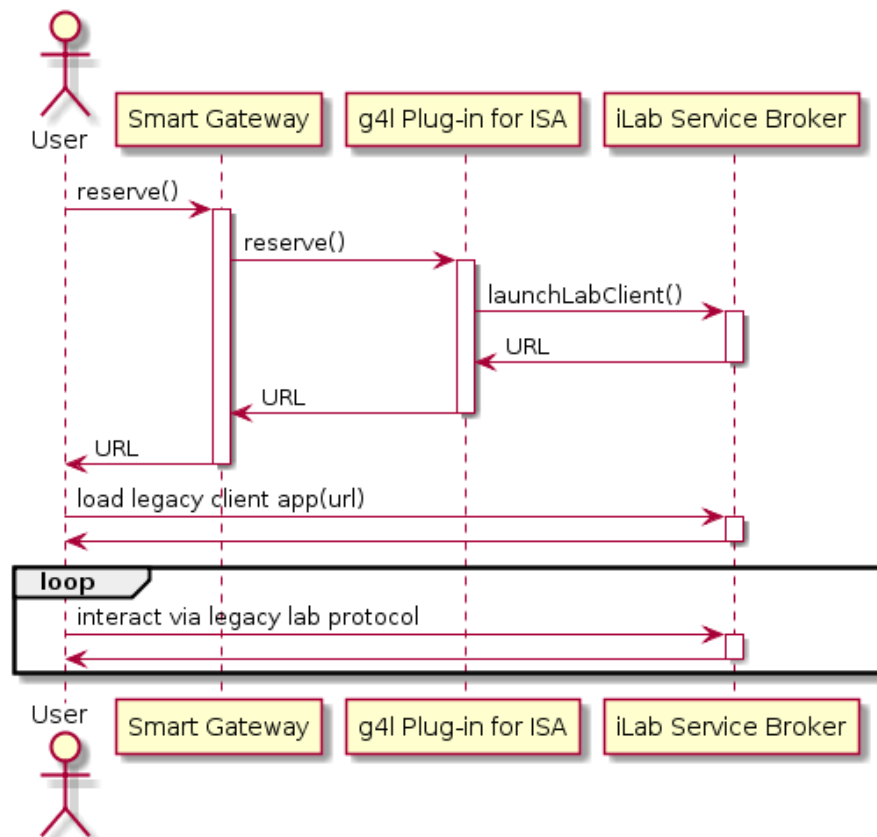 User
Smart Gateway
g4l Plug-in for ISA
iLab Service Broker
reserve()
reserve()
launchLabClient()
URL
URL
URL
load legacy client app(url)
loop
interact via legacy lab protocol
User
Smart Gateway
g4l Plug-in for ISA
iLab Service Broker